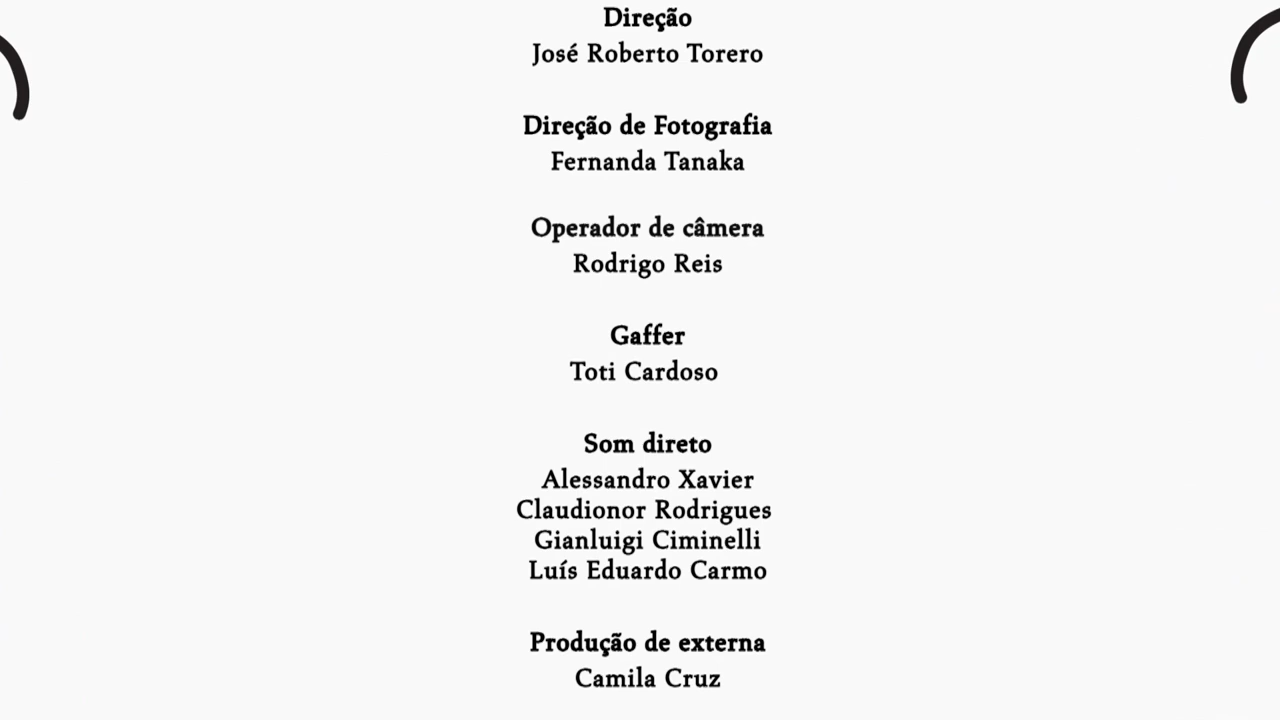 Direção
José Roberto Torero
Direção de Fotografia
Fernanda Tanaka
Operador de câmera
Rodrigo Reis
Gaffer
Toti Cardoso
Som direto
Alessandro Xavier
Claudionor Rodrigues
Gianluigi Ciminelli
Luís Eduardo Carmo
Produção de externa
Camila Cruz